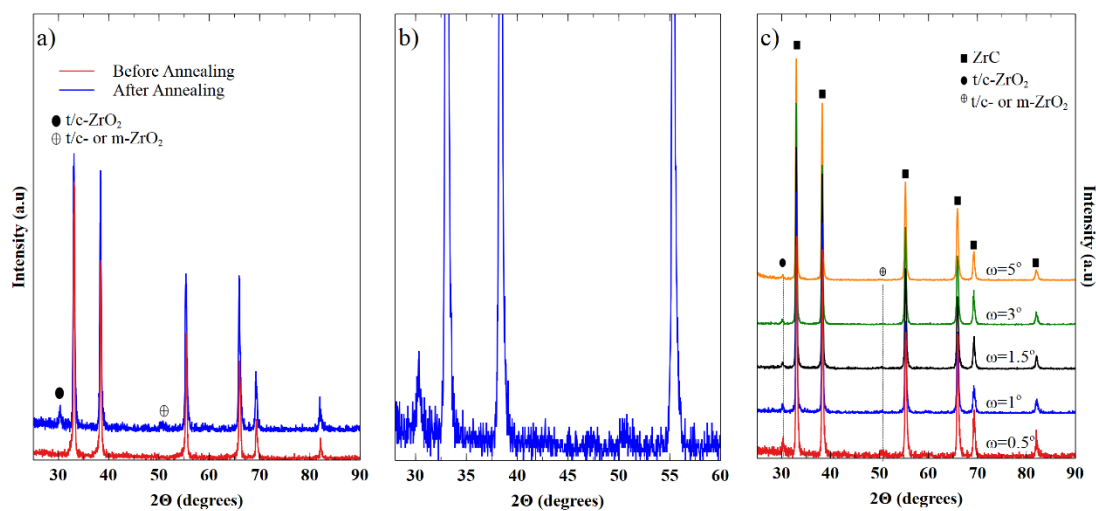 a)
Before Annealing
After Annealing
t/c-ZrO2
t/c- or m-ZrO2
Intensity (a.u)
30 40 50 60 70 80 90
2Θ (degrees)
b)
25 30 35 40 45 50 55 60
2Θ (degrees)
c)
ZrC
t/c-ZrO2
t/c- or m-ZrO2
ω=5°
ω=3°
ω=1.5°
ω=1°
ω=0.5°
Intensity (a.u)
30 40 50 60 70 80 90
2Θ (degrees)